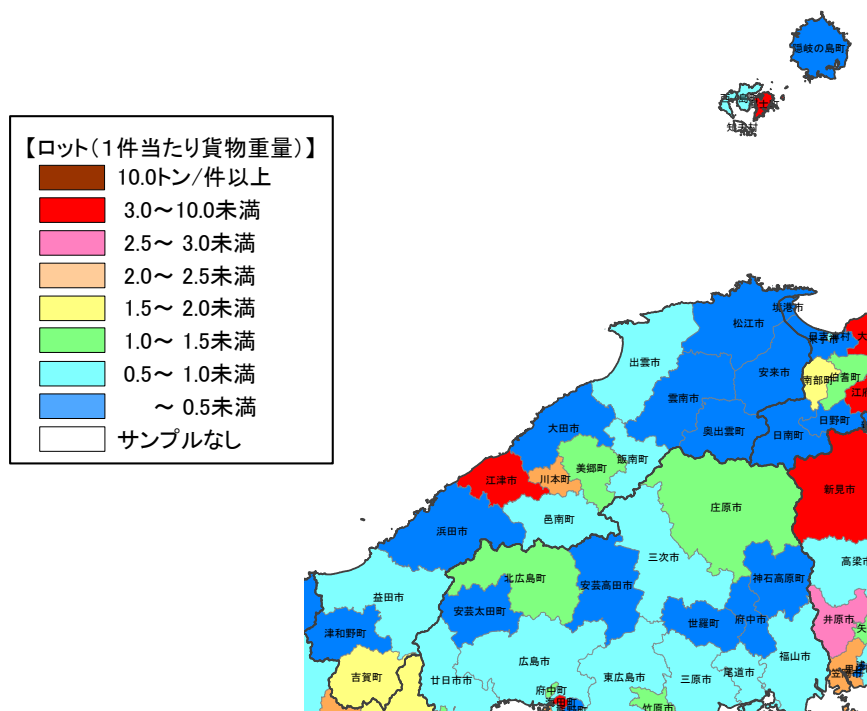 隠岐の島町
【ロット(１件当たり貨物重量)】
10.0トン/件以上
3.0～10.0未満
2.5～ 3.0未満
2.0～ 2.5未満
1.5～ 2.0未満
1.0～ 1.5未満
0.5～ 1.0未満
～ 0.5未満
サンプルなし
境港市
松江市
出雲市
安来市
南部町
伯耆町
雲南市
日野町
大田市
奥出雲町
日南町
飯南町
美郷町
川本町
江津市
新見市
庄原市
邑南町
浜田市
三次市
高梁市
北広島町
神石高原町
安芸高田市
益田市
安芸太田町
世羅町
府中市
井原市
津和野町
福山市
広島市
吉賀町
廿日市市
東広島市
三原市
尾道市
府中町
竹原市